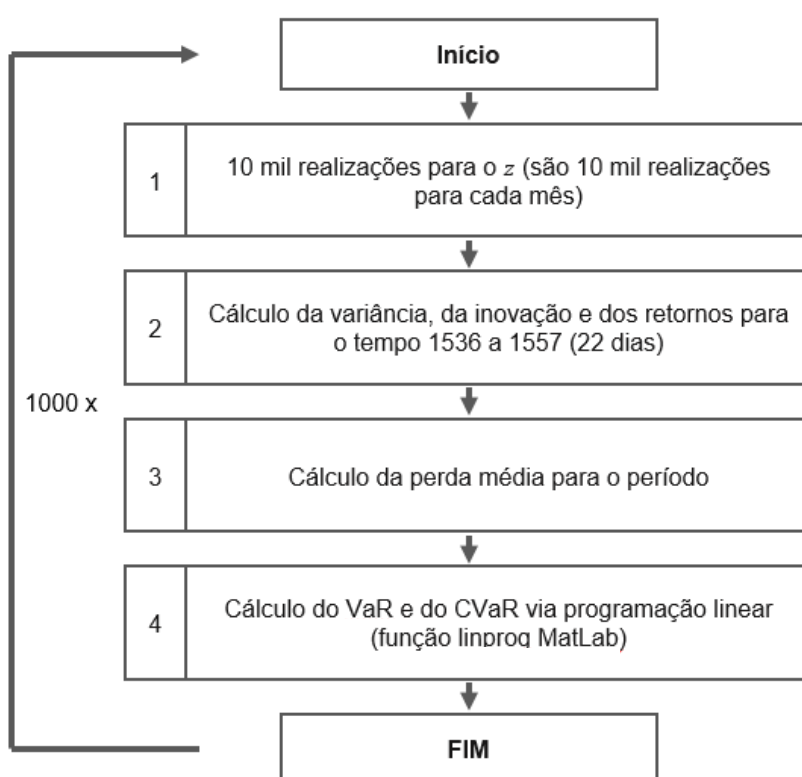 Início
1
10 mil realizações para o z (são 10 mil realizações
para cada mês)
2
Cálculo da variância, da inovação e dos retornos para
o tempo 1536 a 1557 (22 dias)
1000 x
3
Cálculo da perda média para o período
4
Cálculo do VaR e do CVaR via programação linear
(função linprog MatLab)
FIM